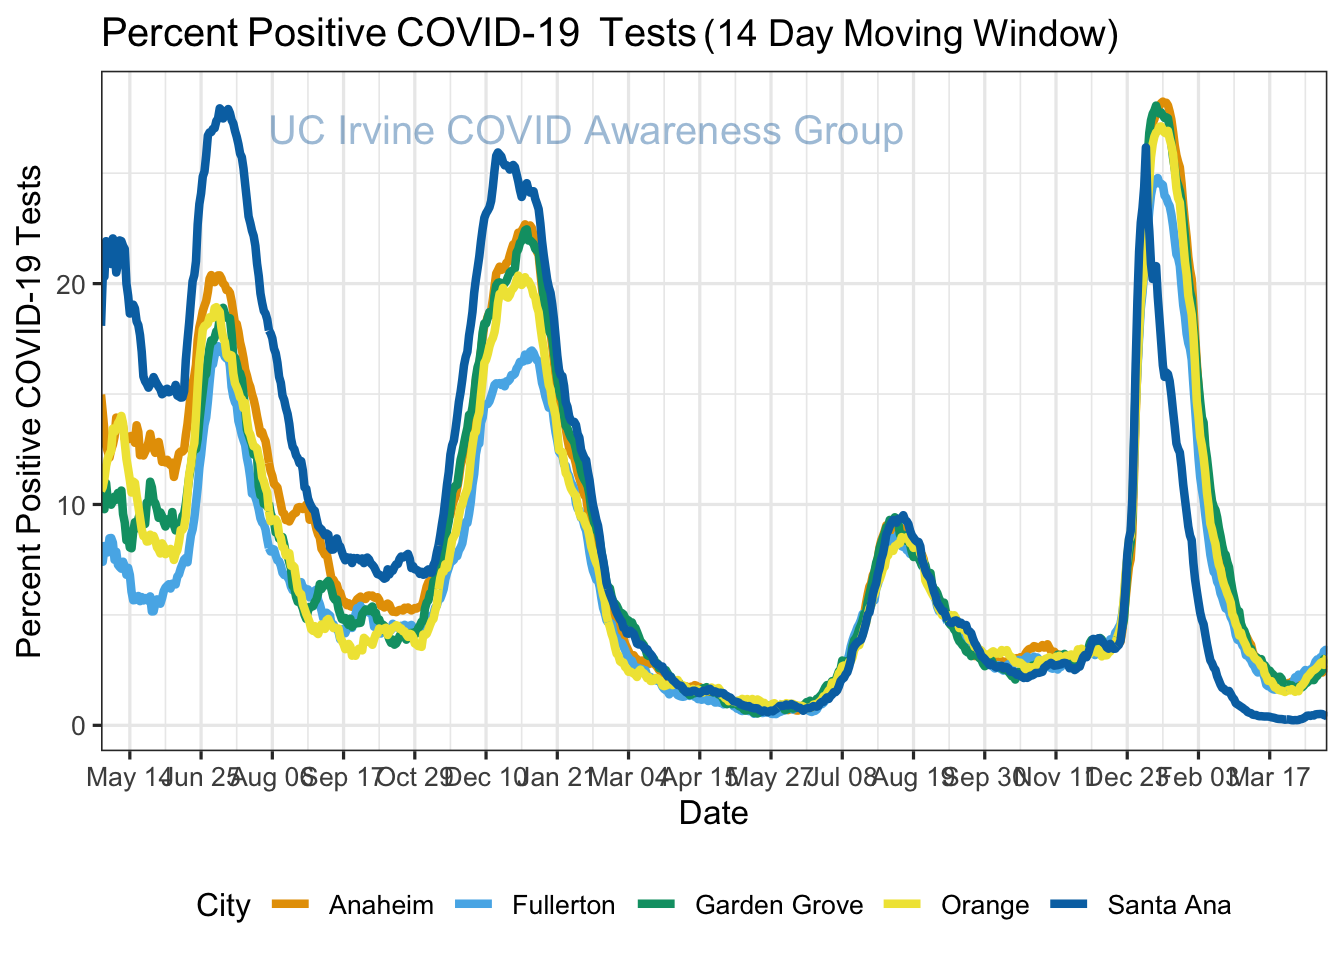 Percent Positive COVID-19 Tests (14 Day Moving Window)
UC Irvine COVID Awareness Group
Percent Positive COVID-19 Tests
20
10
0
May 14 Jun 25 Aug 06 Sep 17 Oct 29 Dec 10 Jan 21 Mar 04 Apr 15 May 27 Jul 08 Aug 19 Sep 30 Nov 11 Dec 23 Feb 03 Mar 17
Date
City Anaheim Fullerton Garden Grove Orange Santa Ana